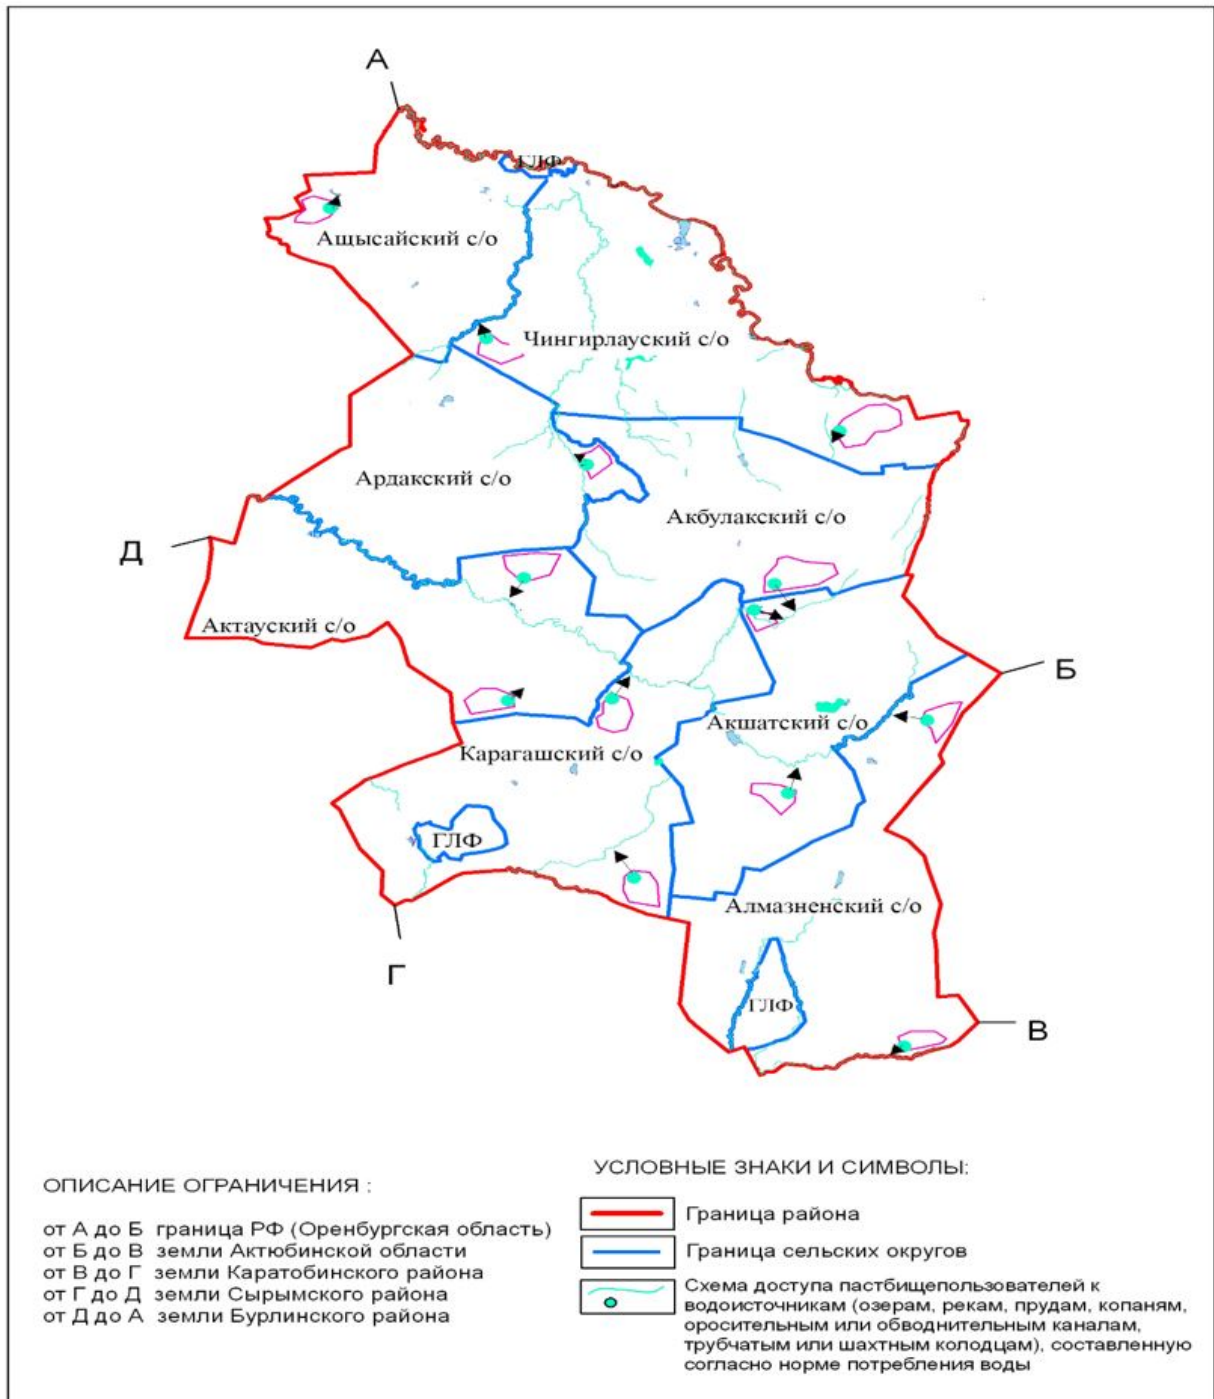 А
ГЛФ
Ащысайский с/о
Чингирлауский с/о
Ардакский с/о
Акбулакский с/о
Д
Актауский с/о
Б
Акшатский с/о
Карагашский с/о
ГЛФ
Алмазненский с/о
Г
ГЛФ
В
ОПИСАНИЕ ОГРАНИЧЕНИЯ :
от А до Б граница РФ (Оренбургская область)
от Б до В земли Актюбинской области
от В до Г земли Каратобинского района
от Г до Д земли Сырымского района
от Д до А земли Бурлинского района
УСЛОВНЫЕ ЗНАКИ И СИМВОЛЫ:
Граница района
Граница сельских округов
Схема доступа пастбищепользователей к
водоисточникам (озерам, рекам, прудам, копаням,
оросительным или обводнительным каналам,
трубчатым или шахтным колодцам), составленную
согласно норме потребления воды